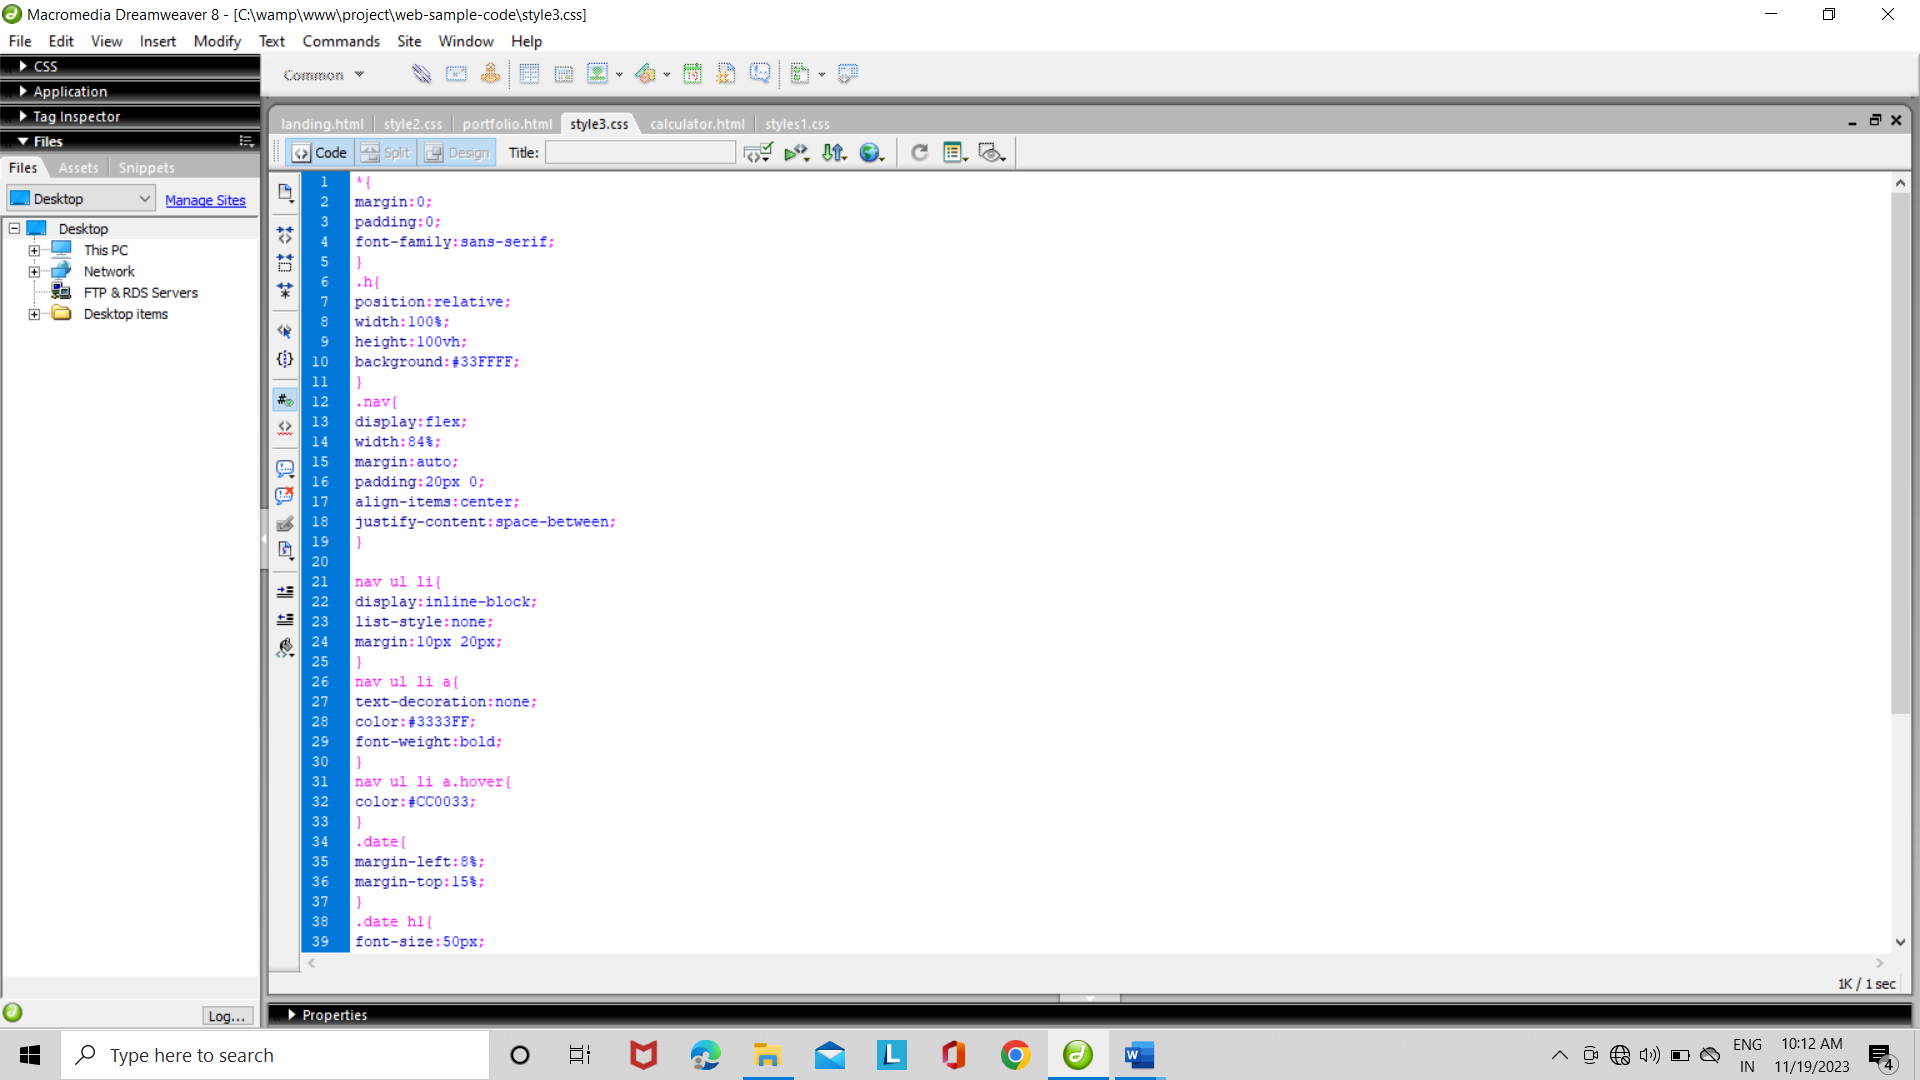 Macromedia Dreamweaver 8 - [C:\wamp\www\project\web-sample-code\style3.css]
File Edit View Insert Modify Text Commands Site Window Help
CSS
Application
Tag Inspector
Files
Files Assets Snippets
Desktop Manage Sites
Desktop
This PC
Network
FTP & RDS Servers
Desktop items
Log...
Common
landing.html style2.css portfolio.html style3.css calculator.html styles1.css
Code Split Design Title:
1 *{
2 margin:0;
3 padding:0;
4 font-family:sans-serif;
5 }
6 .h{
7 position:relative;
8 width:100%;
9 height:100vh;
10 background:#33FFFF;
11 }
12 .nav{
13 display:flex;
14 width:84%;
15 margin:auto;
16 padding:20px 0;
17 align-items:center;
18 justify-content:space-between;
19 }
20
21 nav ul li{
22 display:inline-block;
23 list-style:none;
24 margin:10px 20px;
25 }
26 nav ul li a{
27 text-decoration:none;
28 color:#3333FF;
29 font-weight:bold;
30 }
31 nav ul li a.hover{
32 color:#CC0033;
33 }
34 .date{
35 margin-left:8%;
36 margin-top:15%;
37 }
38 .date h1{
39 font-size:50px;
1K / 1 sec
Properties
Type here to search
ENG
IN
10:12 AM
11/19/2023
4